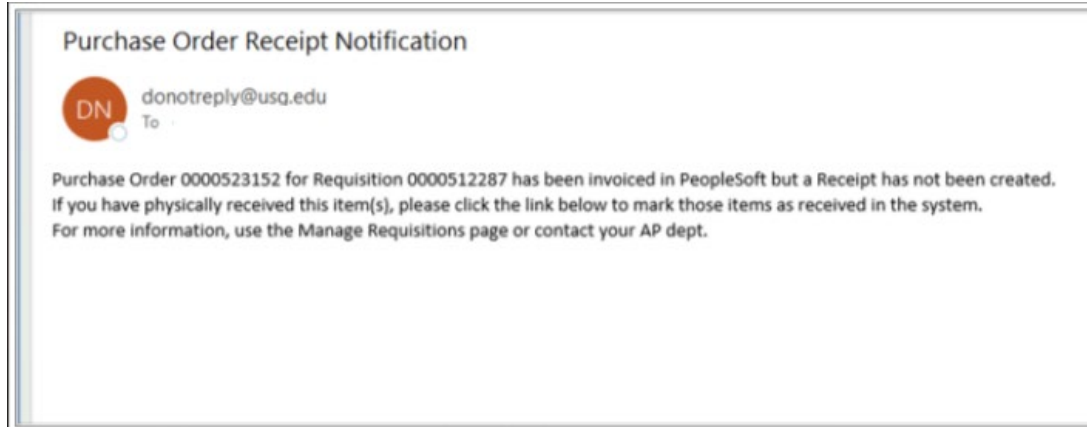 Purchase Order Receipt Notification
DN
donotreply@usg.edu
To
Purchase Order 0000523152 for Requisition 0000512287 has been invoiced in PeopleSoft but a Receipt has not been created.
If you have physically received this item(s), please click the link below to mark those items as received in the system.
For more information, use the Manage Requisitions page or contact your AP dept.